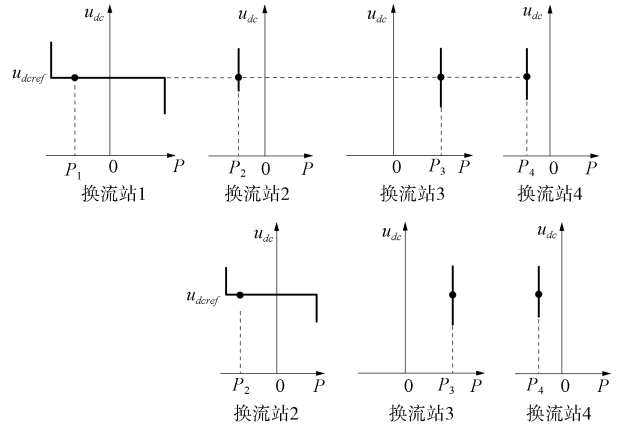 u_dc u_dc u_dc u_dc
u_dcref
P_1 0 P P_2 0 P 0 P_3 P P_4 0 P
换流站1 换流站2 换流站3 换流站4
u_dc u_dc u_dc
u_dcref
P_2 0 P 0 P_3 P P_4 0 P
换流站2 换流站3 换流站4